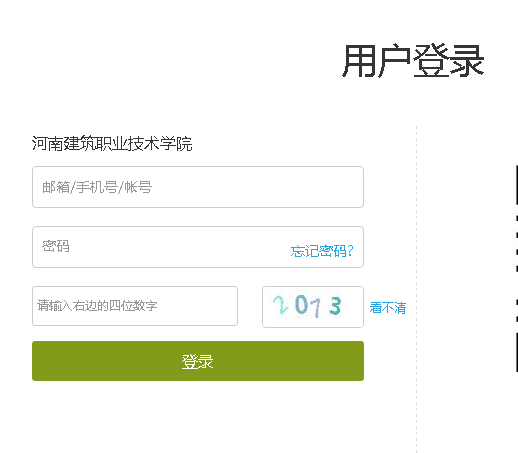 用户登录
河南建筑职业技术学院
邮箱/手机号/帐号
密码
忘记密码?
请输入右边的四位数字
2073
看不清
登录